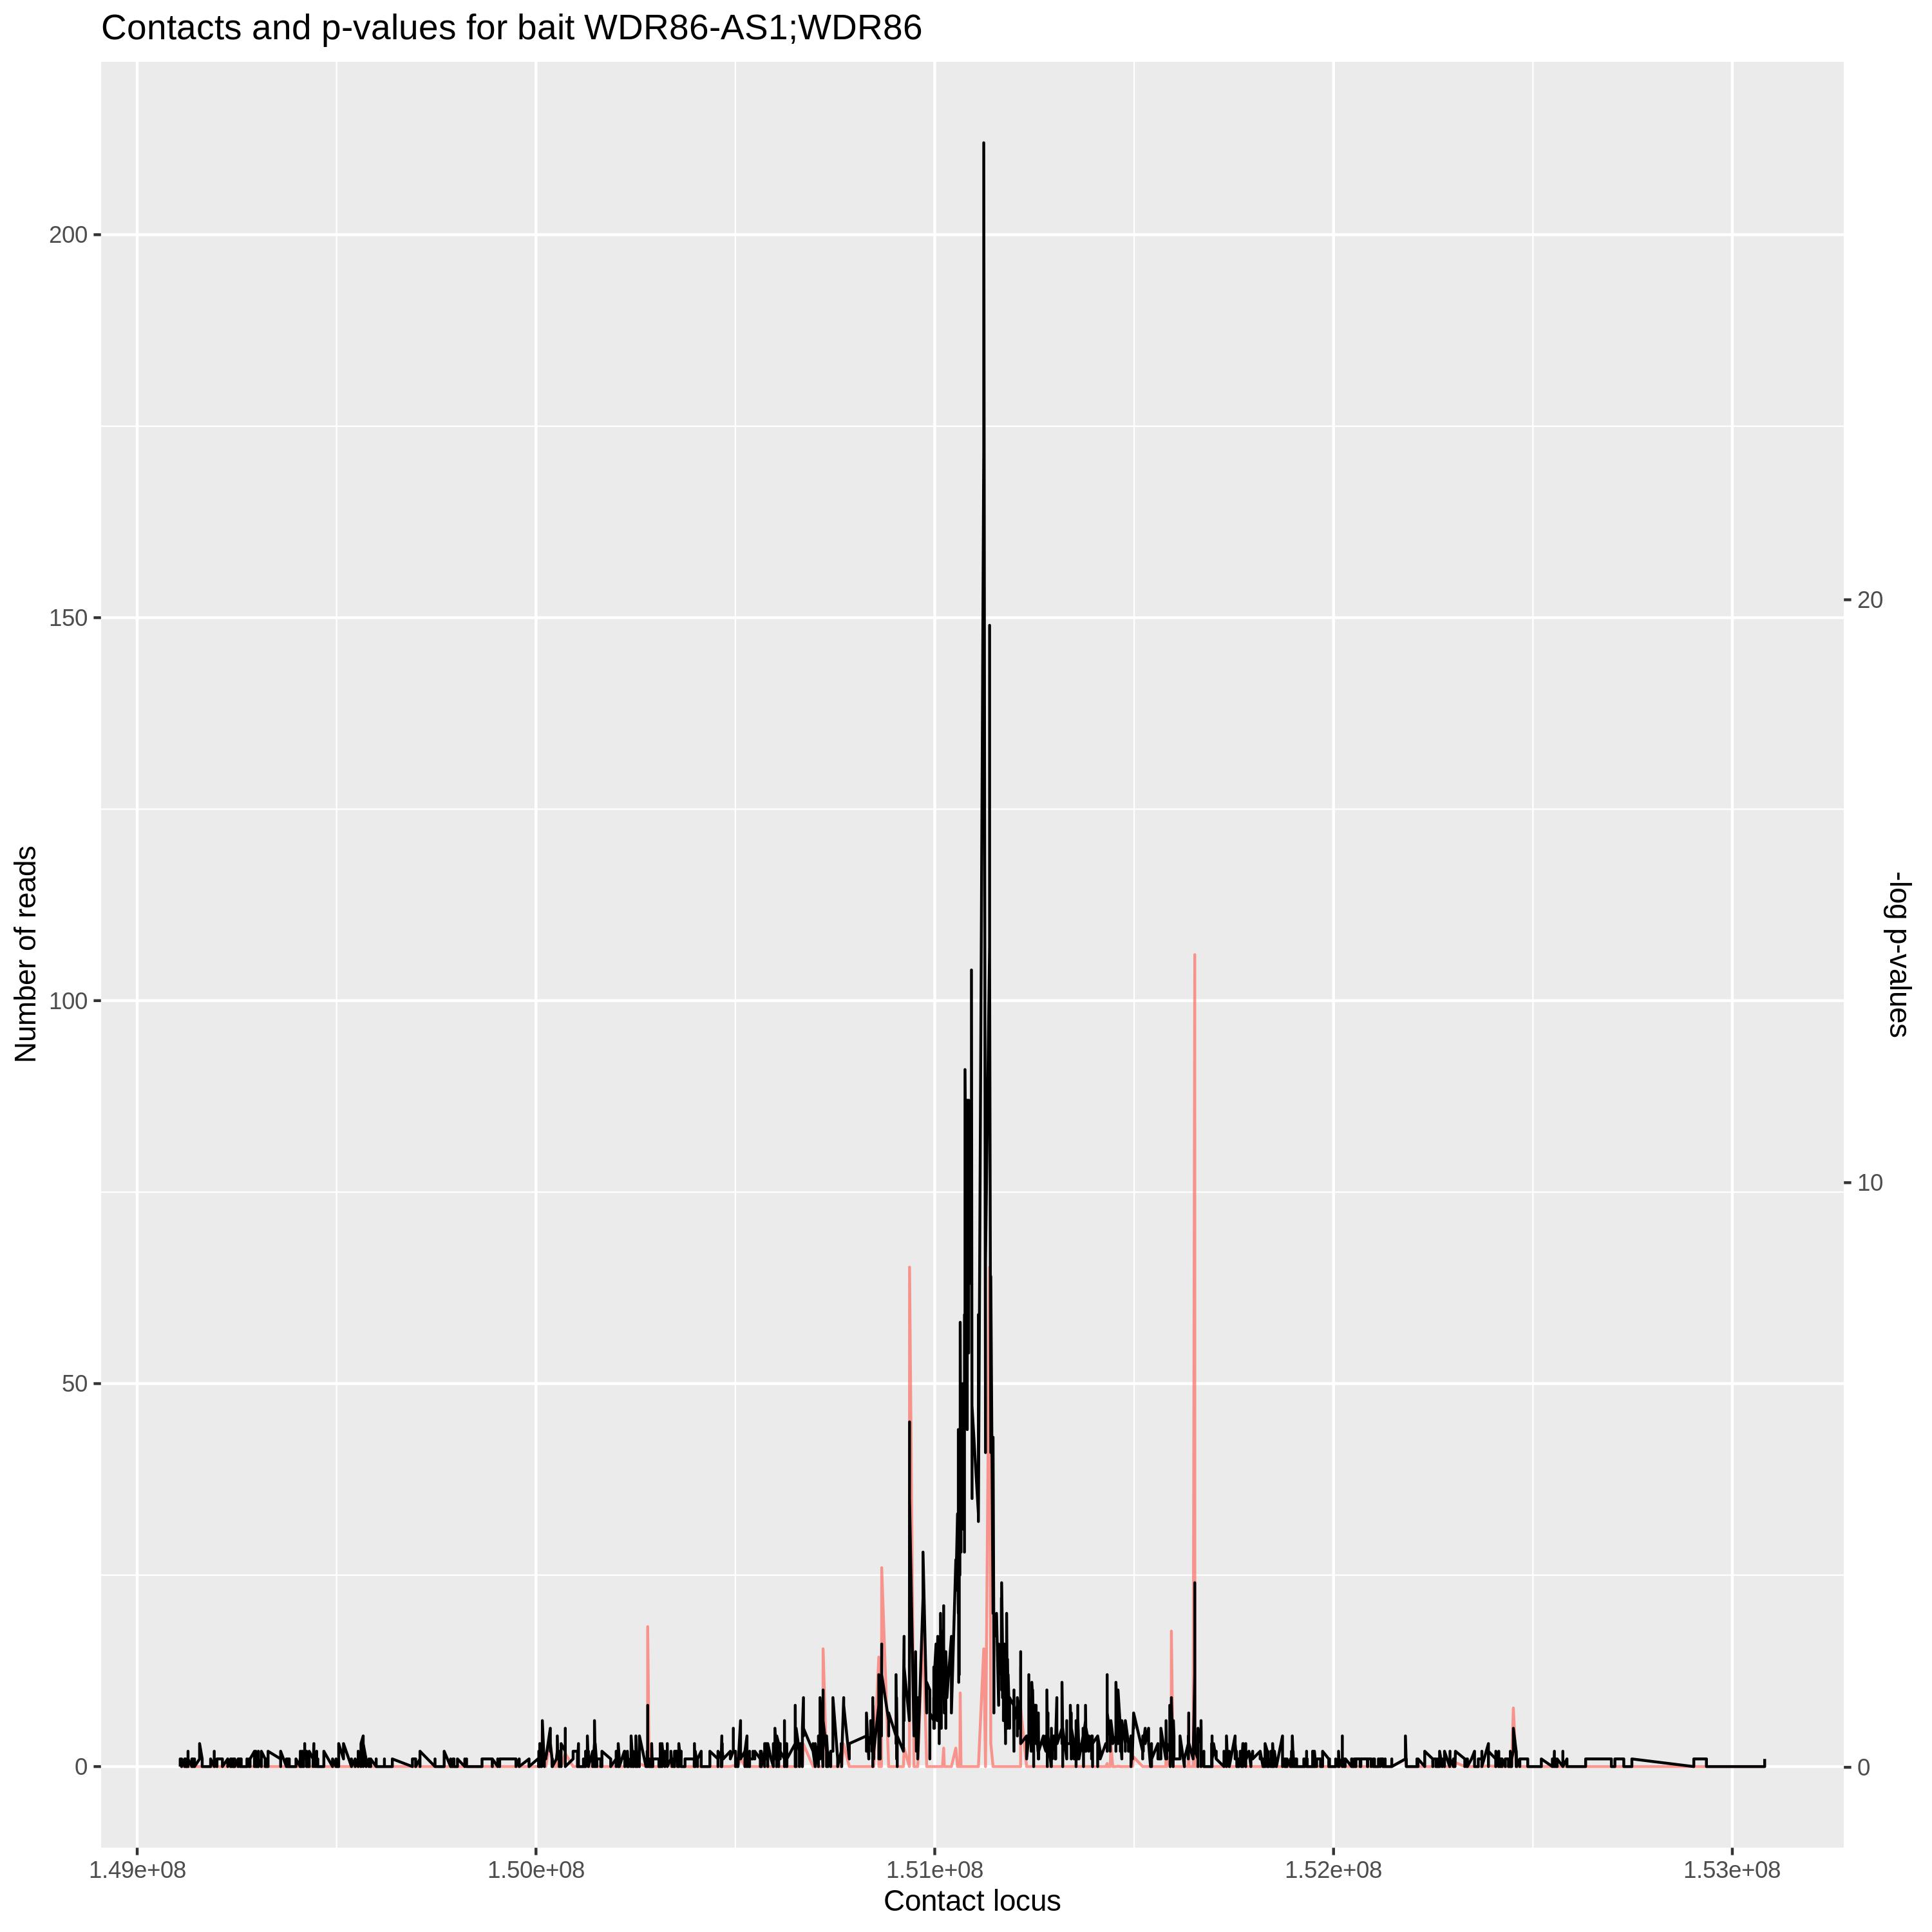 Contacts and p-values for bait WDR86-AS1;WDR86
200
150
100
50
0
Number of reads
20
10
0
-log p-values
1.49e+08
1.50e+08
1.51e+08
1.52e+08
1.53e+08
Contact locus